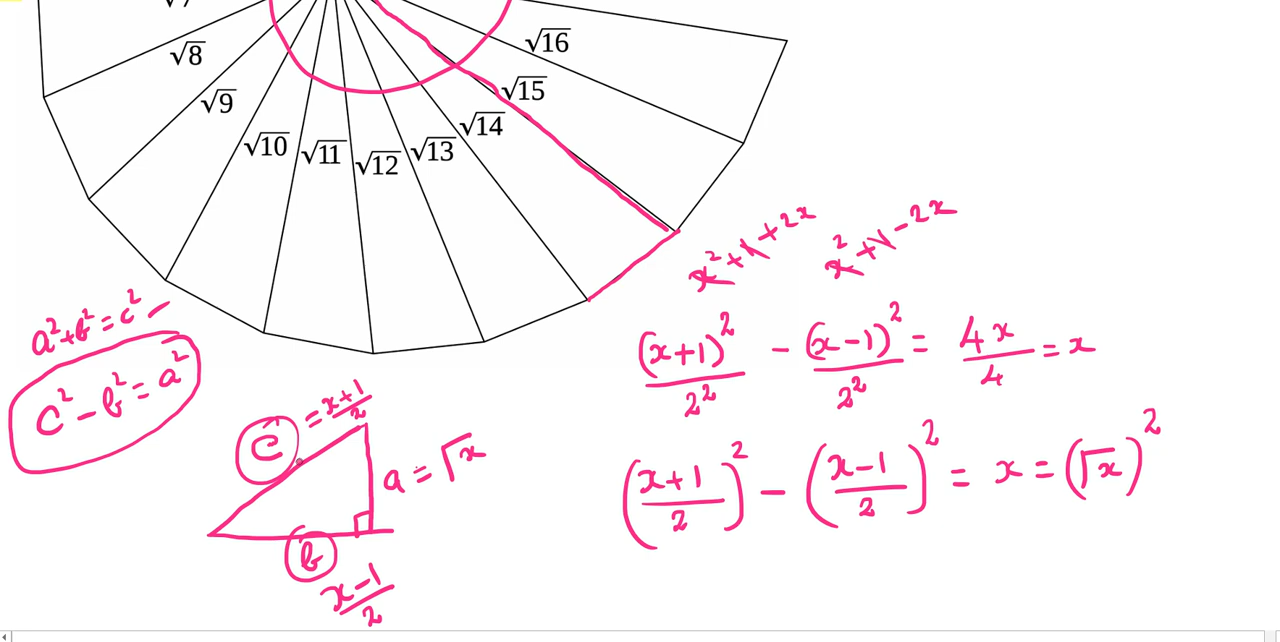 √7
√8
√9
√10
√11
√12
√13
√14
√15
√16
a²+b²=c²
c²-b²=a²
c
=x+1/2
a=√x
b
x-1/2
x²+1+2x
x²+1-2x
(x+1)²/2² - (x-1)²/2² = 4x/4 = x
(x+1/2)² - (x-1/2)² = x = (√x)²